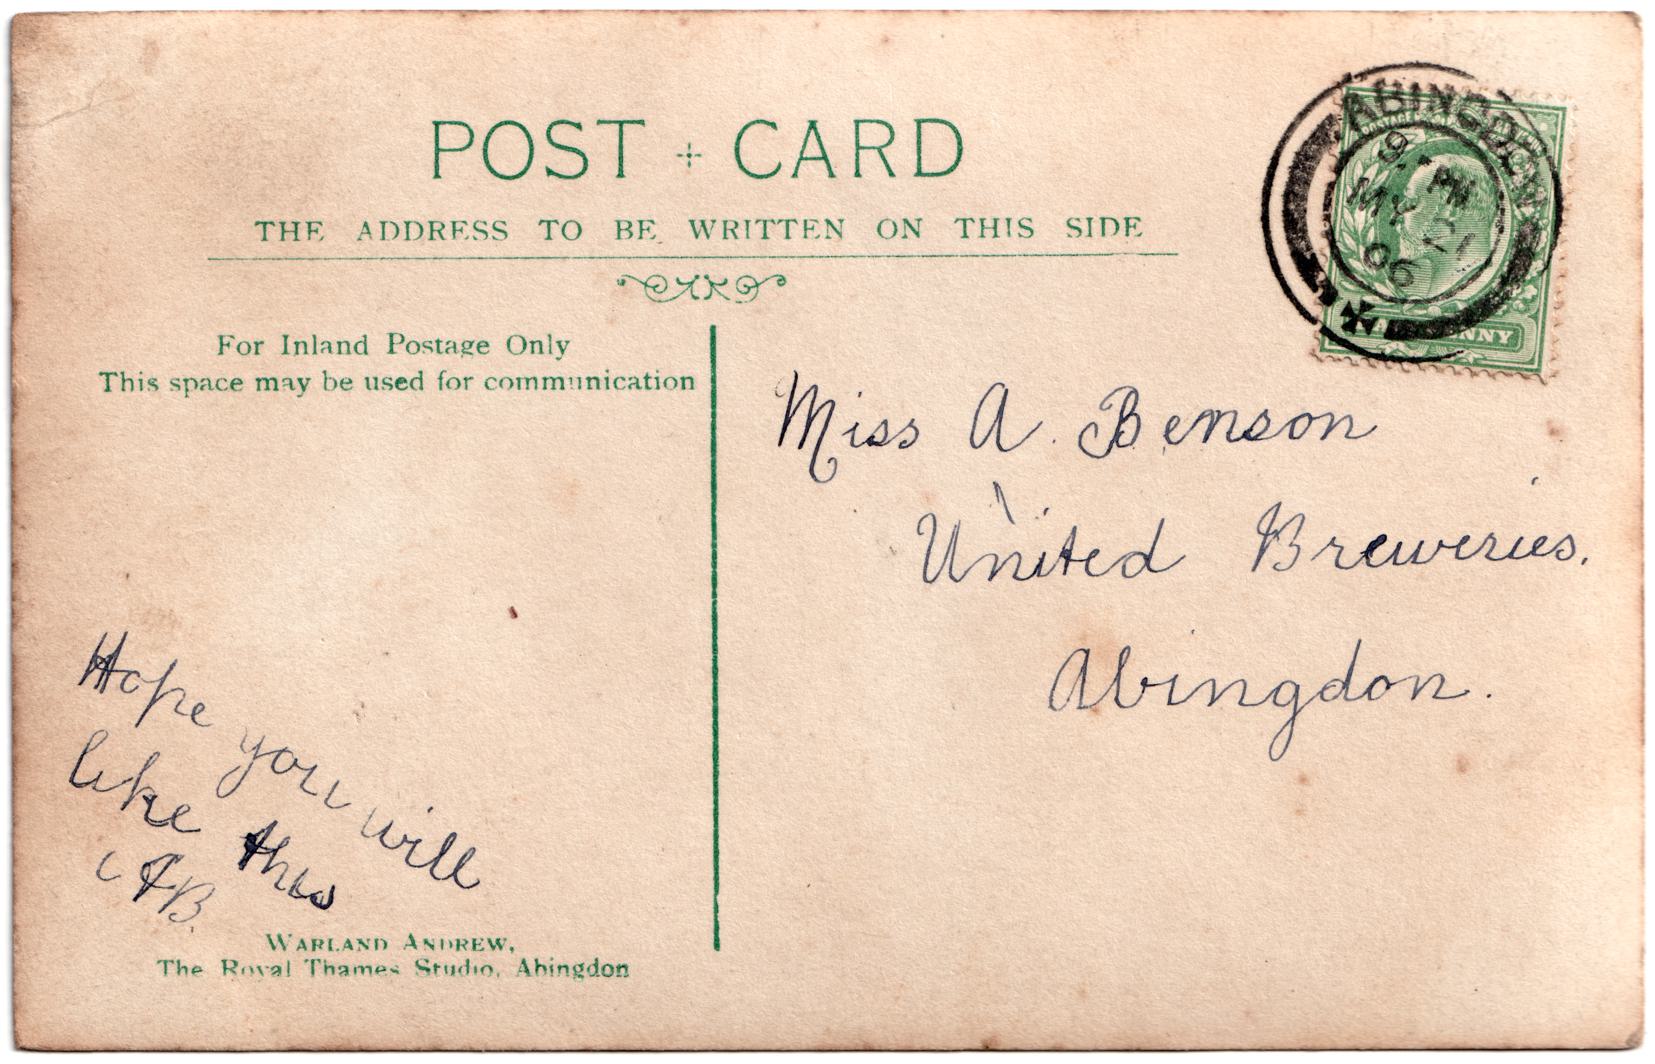 POST CARD
THE ADDRESS TO BE WRITTEN ON THIS SIDE
For Inland Postage Only
This space may be used for communication
ABINGDON
9. PM
MY 11
06
HALFPENNY
Miss A. Benson
United Breweries.
Abingdon.
Hope you will
like this
WARLAND ANDREW,
The Royal Thames Studio, Abingdon